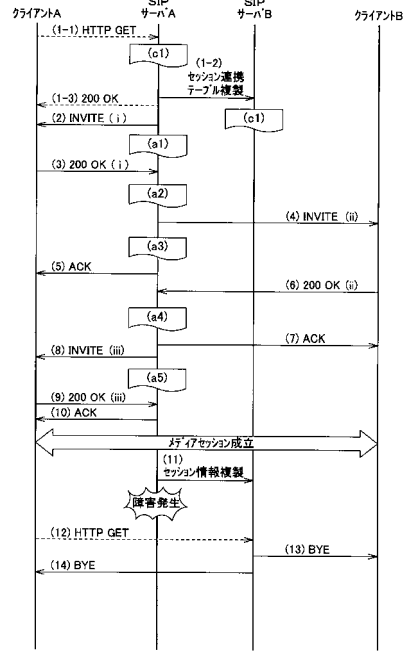 クライアントA
SIP
サーバA
SIP
サーバB
クライアントB
(1-1) HTTP GET
(c1)
(1-2)
セッション連携
テーブル複製
(1-3) 200 OK
(c1)
(2) INVITE ( i )
(a1)
(3) 200 OK ( i )
(a2)
(4) INVITE (ii)
(a3)
(5) ACK
(6) 200 OK (ii)
(a4)
(7) ACK
(8) INVITE (iii)
(a5)
(9) 200 OK (iii)
(10) ACK
メディアセッション成立
(11)
セッション情報複製
障害発生
(12) HTTP GET
(13) BYE
(14) BYE